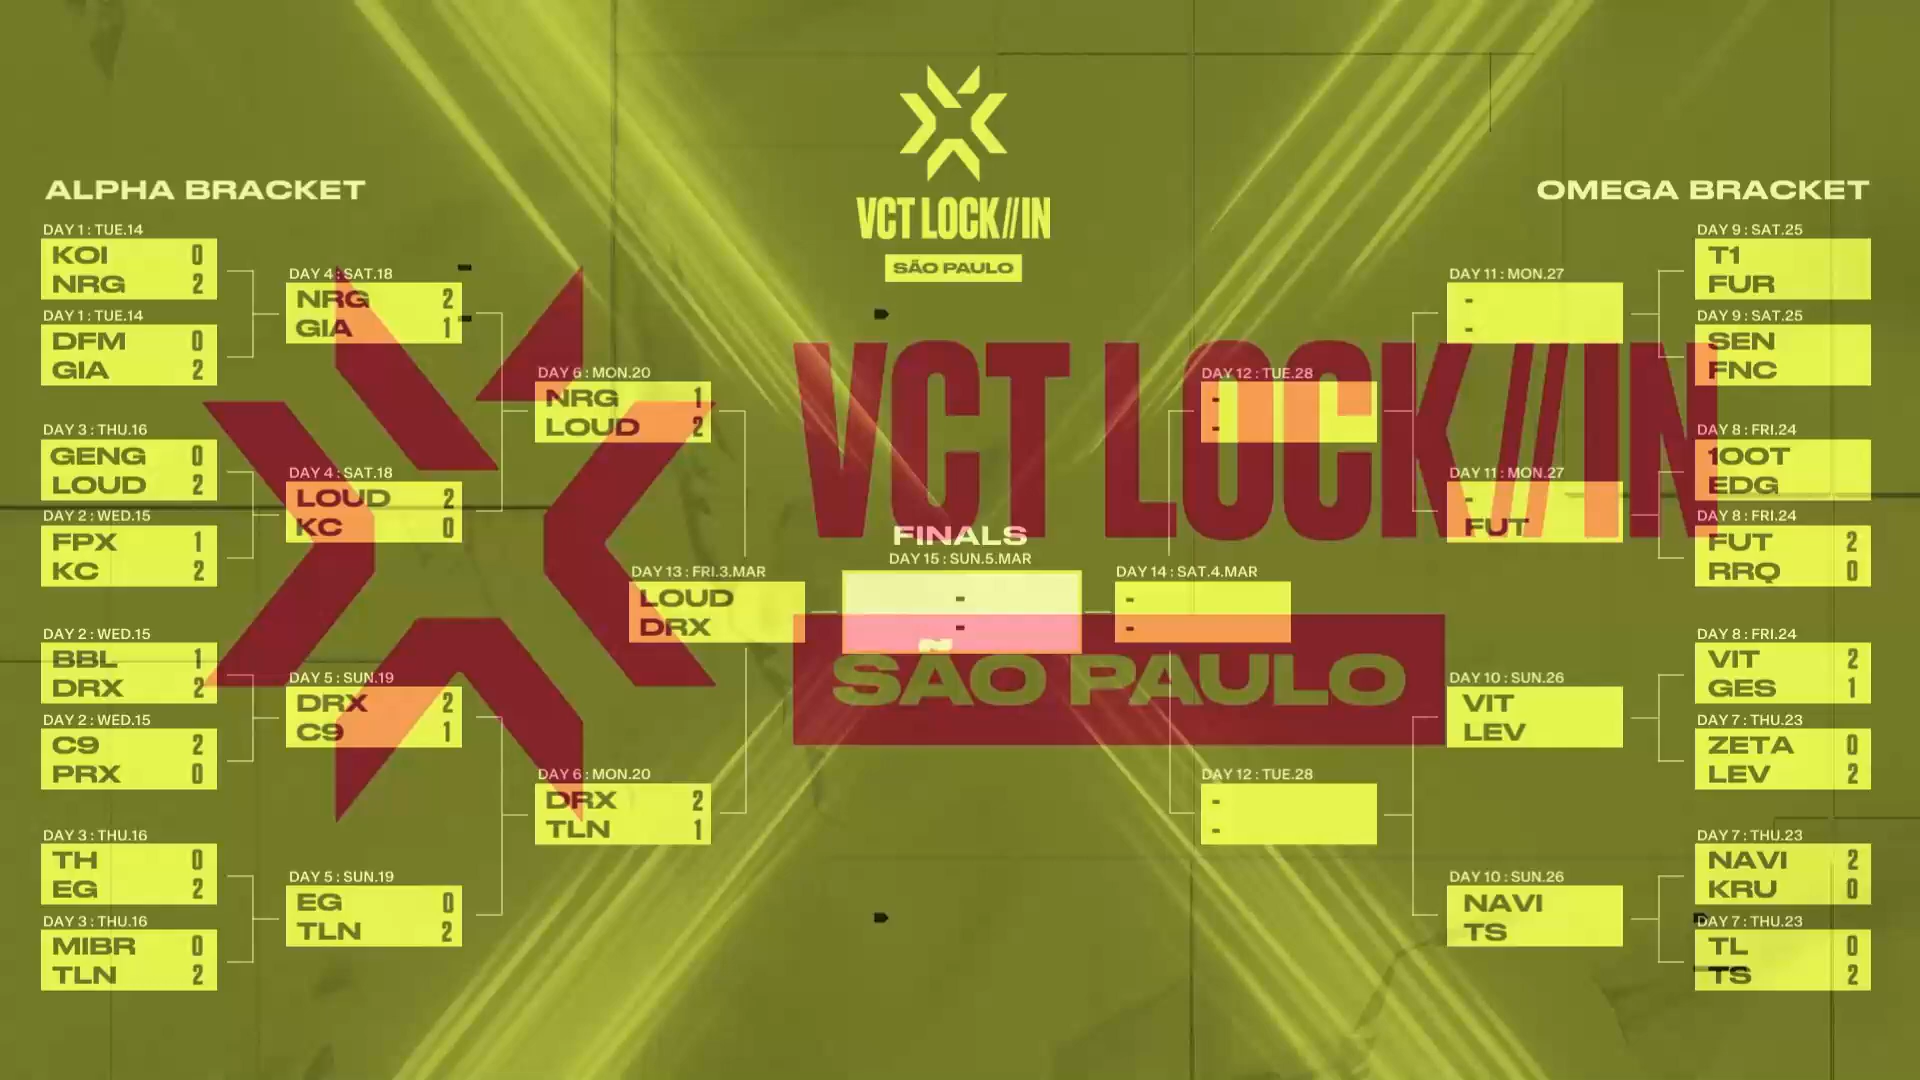 VCT LOCK//IN
SÃO PAULO
ALPHA BRACKET
DAY 1 : TUE.14
KOI 0
NRG 2
DAY 1 : TUE.14
DFM 0
GIA 2
DAY 3 : THU.16
GENG 0
LOUD 2
DAY 2 : WED.15
FPX 1
KC 2
DAY 2 : WED.15
BBL 1
DRX 2
DAY 2 : WED.15
C9 2
PRX 0
DAY 3 : THU.16
TH 0
EG 2
DAY 3 : THU.16
MIBR 0
TLN 2
DAY 4 : SAT.18
NRG 2
GIA 1
DAY 4 : SAT.18
LOUD 2
KC 0
DAY 5 : SUN.19
DRX 2
C9 1
DAY 5 : SUN.19
EG 0
TLN 2
DAY 6 : MON.20
NRG 1
LOUD 2
DAY 6 : MON.20
DRX 2
TLN 1
DAY 13 : FRI.3.MAR
LOUD
DRX
FINALS
DAY 15 : SUN.5.MAR
-
-
VCT LOCK//IN
SÃO PAULO
DAY 14 : SAT.4.MAR
-
-
DAY 12 : TUE.28
-
-
DAY 12 : TUE.28
-
-
DAY 11 : MON.27
-
-
DAY 11 : MON.27
-
FUT
DAY 10 : SUN.26
VIT
LEV
DAY 10 : SUN.26
NAVI
TS
OMEGA BRACKET
DAY 9 : SAT.25
T1
FUR
DAY 9 : SAT.25
SEN
FNC
DAY 8 : FRI.24
100T
EDG
DAY 8 : FRI.24
FUT 2
RRQ 0
DAY 8 : FRI.24
VIT 2
GES 1
DAY 7 : THU.23
ZETA 0
LEV 2
DAY 7 : THU.23
NAVI 2
KRU 0
DAY 7 : THU.23
TL 0
TS 2